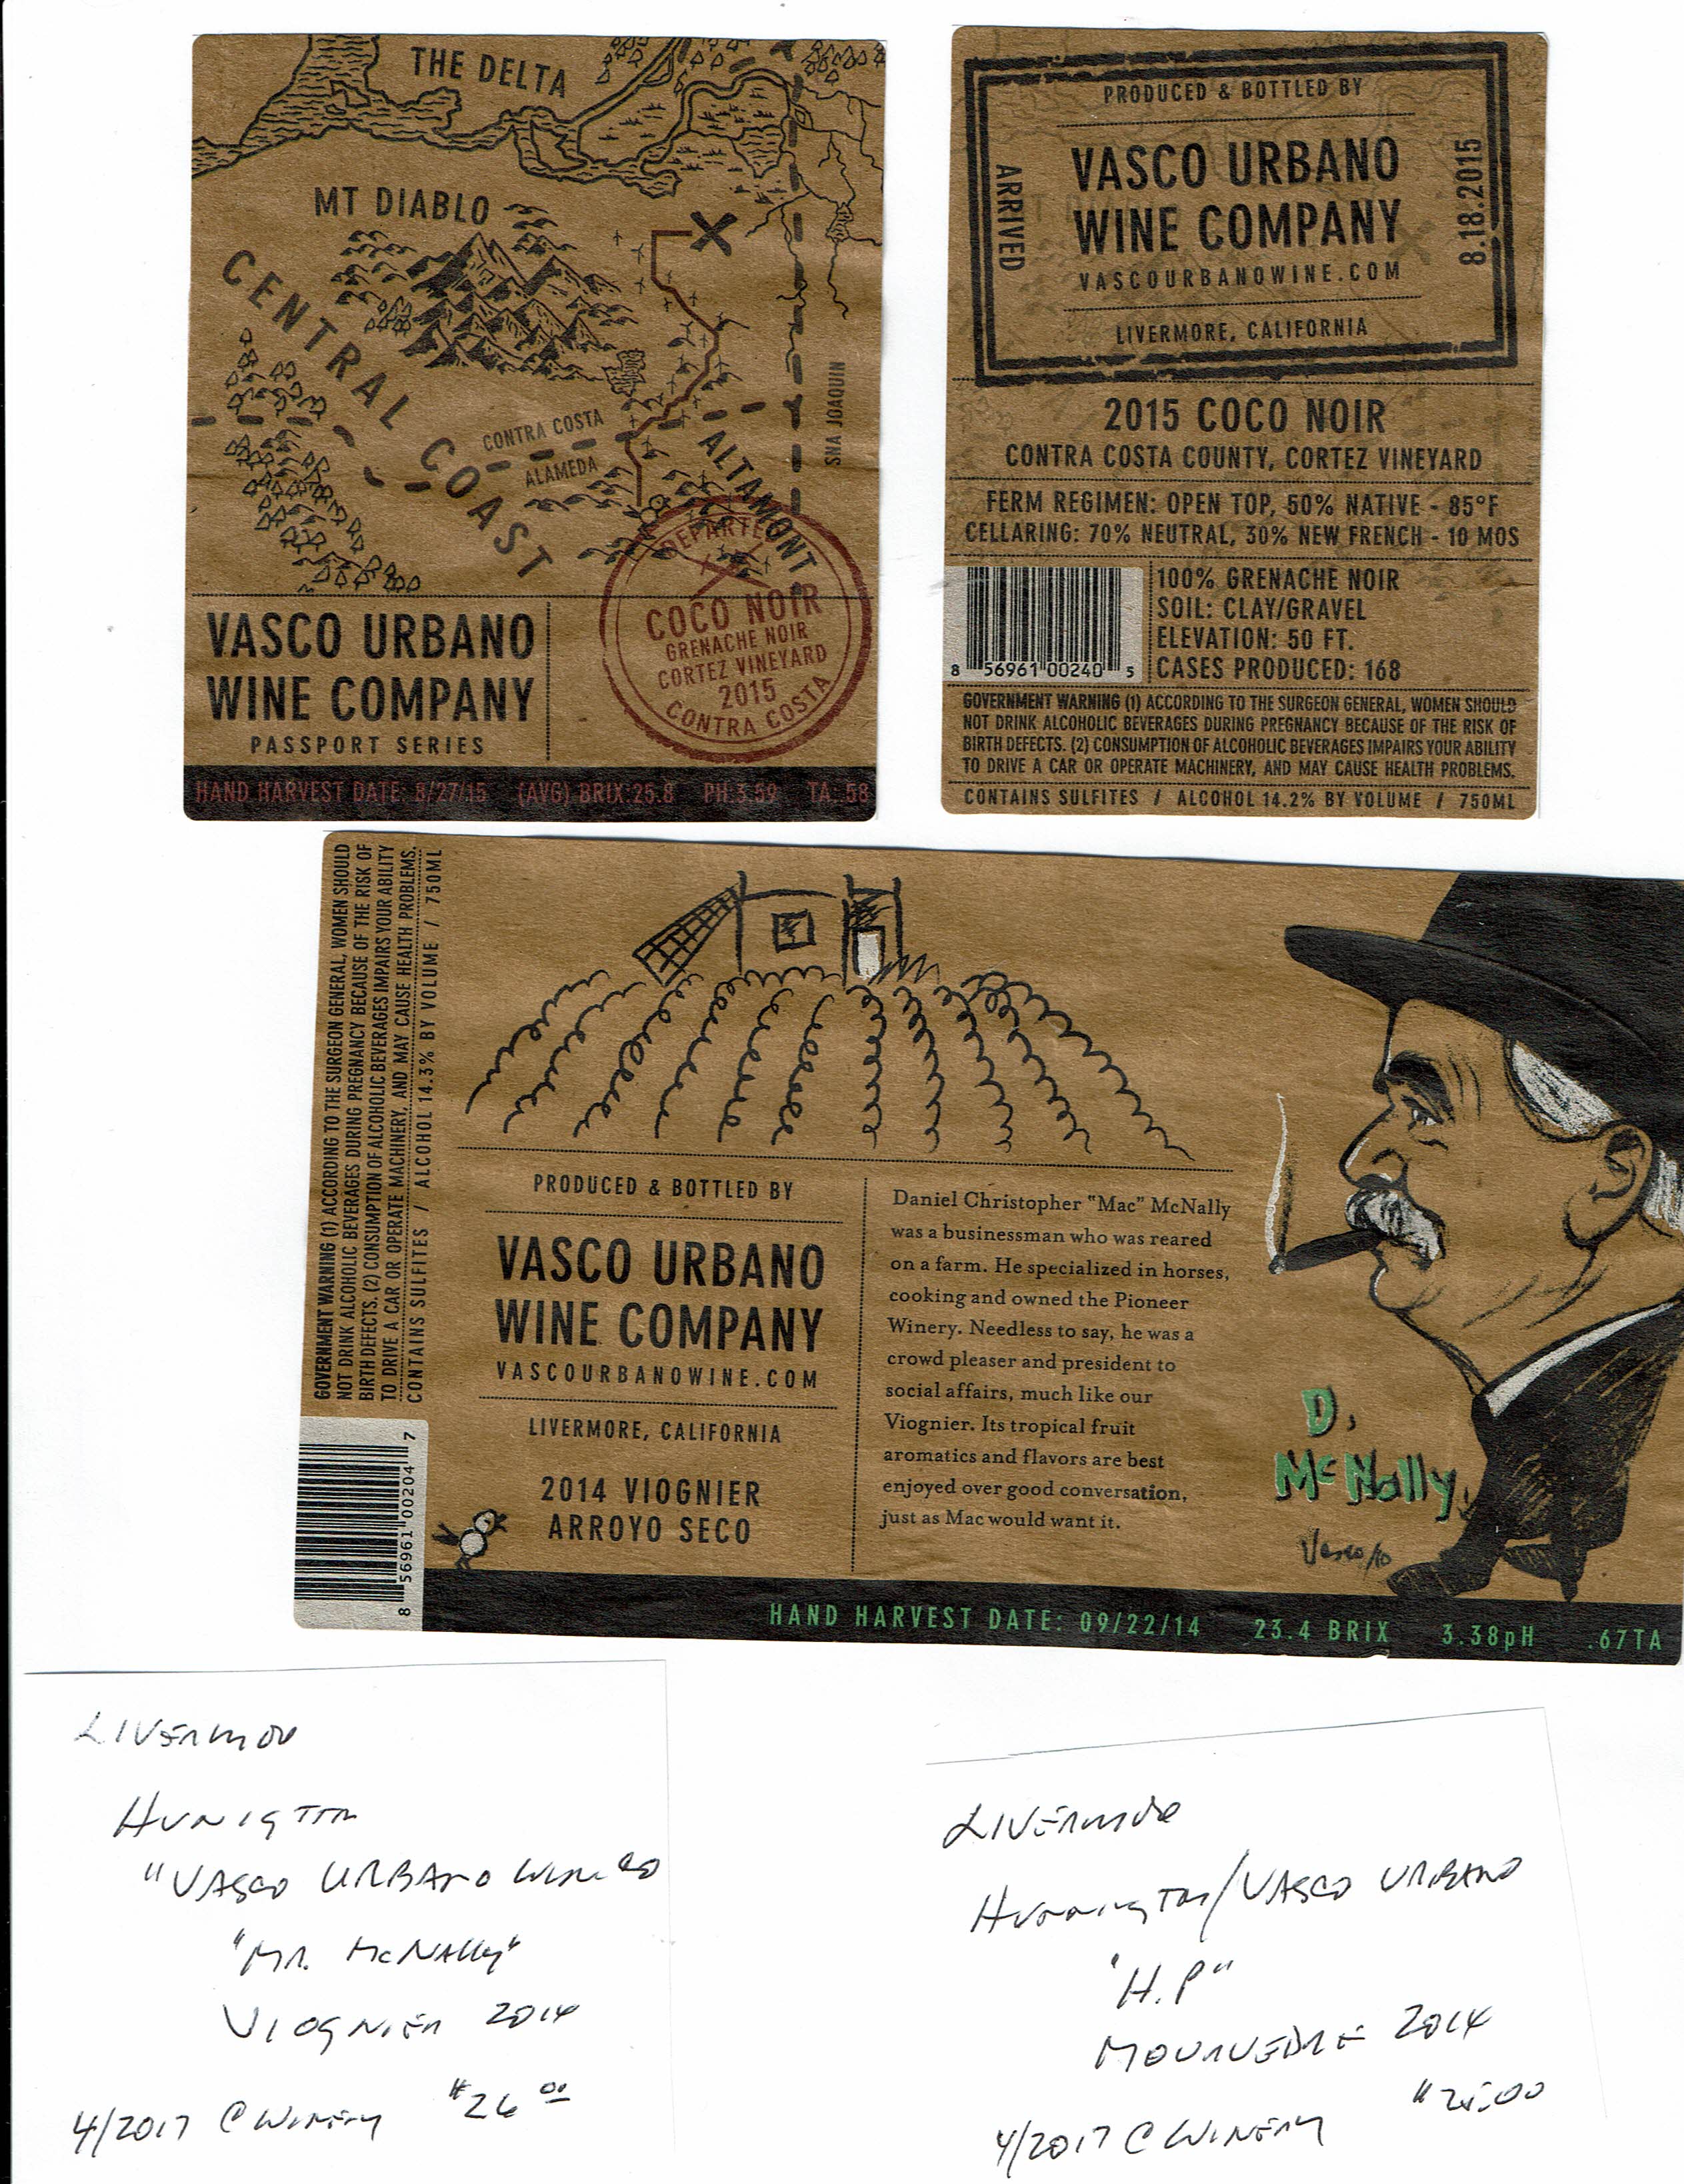 THE DELTA
MT DIABLO
CENTRAL COAST
CONTRA COSTA
ALAMEDA
ALTAMONT
SNA JOAQUIN
DEPARTED
COCO NOIR
GRENACHE NOIR
CORTEZ VINEYARD
2015
CONTRA COSTA
VASCO URBANO
WINE COMPANY
PASSPORT SERIES
HAND HARVEST DATE: 8/27/15 (AVG) BRIX:25.8 PH:3.59 TA:.58
PRODUCED & BOTTLED BY
ARRIVED
VASCO URBANO
WINE COMPANY
8.18.2015
VASCOURBANOWINE.COM
LIVERMORE, CALIFORNIA
2015 COCO NOIR
CONTRA COSTA COUNTY, CORTEZ VINEYARD
FERM REGIMEN: OPEN TOP, 50% NATIVE - 85°F
CELLARING: 70% NEUTRAL, 30% NEW FRENCH - 10 MOS
100% GRENACHE NOIR
SOIL: CLAY/GRAVEL
ELEVATION: 50 FT.
CASES PRODUCED: 168
8 56961 00240 5
GOVERNMENT WARNING (1) ACCORDING TO THE SURGEON GENERAL, WOMEN SHOULD
NOT DRINK ALCOHOLIC BEVERAGES DURING PREGNANCY BECAUSE OF THE RISK OF
BIRTH DEFECTS. (2) CONSUMPTION OF ALCOHOLIC BEVERAGES IMPAIRS YOUR ABILITY
TO DRIVE A CAR OR OPERATE MACHINERY, AND MAY CAUSE HEALTH PROBLEMS.
CONTAINS SULFITES / ALCOHOL 14.2% BY VOLUME / 750ML
GOVERNMENT WARNING (1) ACCORDING TO THE SURGEON GENERAL, WOMEN SHOULD
NOT DRINK ALCOHOLIC BEVERAGES DURING PREGNANCY BECAUSE OF THE RISK OF
BIRTH DEFECTS. (2) CONSUMPTION OF ALCOHOLIC BEVERAGES IMPAIRS YOUR ABILITY
TO DRIVE A CAR OR OPERATE MACHINERY, AND MAY CAUSE HEALTH PROBLEMS.
CONTAINS SULFITES / ALCOHOL 14.3% BY VOLUME / 750ML
8 56961 00204 7
PRODUCED & BOTTLED BY
VASCO URBANO
WINE COMPANY
VASCOURBANOWINE.COM
LIVERMORE, CALIFORNIA
2014 VIOGNIER
ARROYO SECO
Daniel Christopher "Mac" McNally
was a businessman who was reared
on a farm. He specialized in horses,
cooking and owned the Pioneer
Winery. Needless to say, he was a
crowd pleaser and president to
social affairs, much like our
Viognier. Its tropical fruit
aromatics and flavors are best
enjoyed over good conversation,
just as Mac would want it.
D.
McNally
HAND HARVEST DATE: 09/22/14 23.4 BRIX 3.38pH .67TA
LIVERMOR
HUNIGTON
"VASCO URBANO WINE CO
"MR. McNALLY"
VIOGNIER 2014
4/2017 @ WINERY $26.00
LIVERMORE
HUNNINGTON/VASCO URBANO
"H.P"
MOURVEDRE 2014
4/2017 @ WINERY $25.00